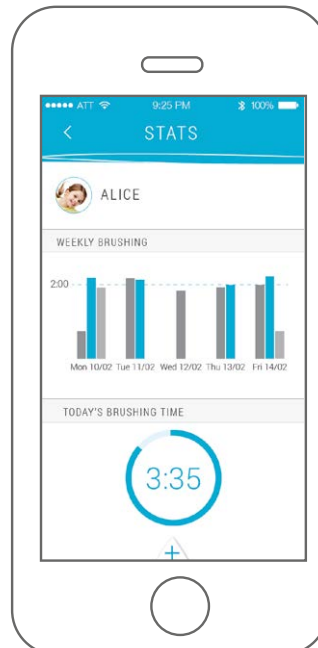 ATT 9:25 PM 100%
STATS
ALICE
WEEKLY BRUSHING
2:00
Mon 10/02 Tue 11/02 Wed 12/02 Thu 13/02 Fri 14/02
TODAY'S BRUSHING TIME
3:35
+